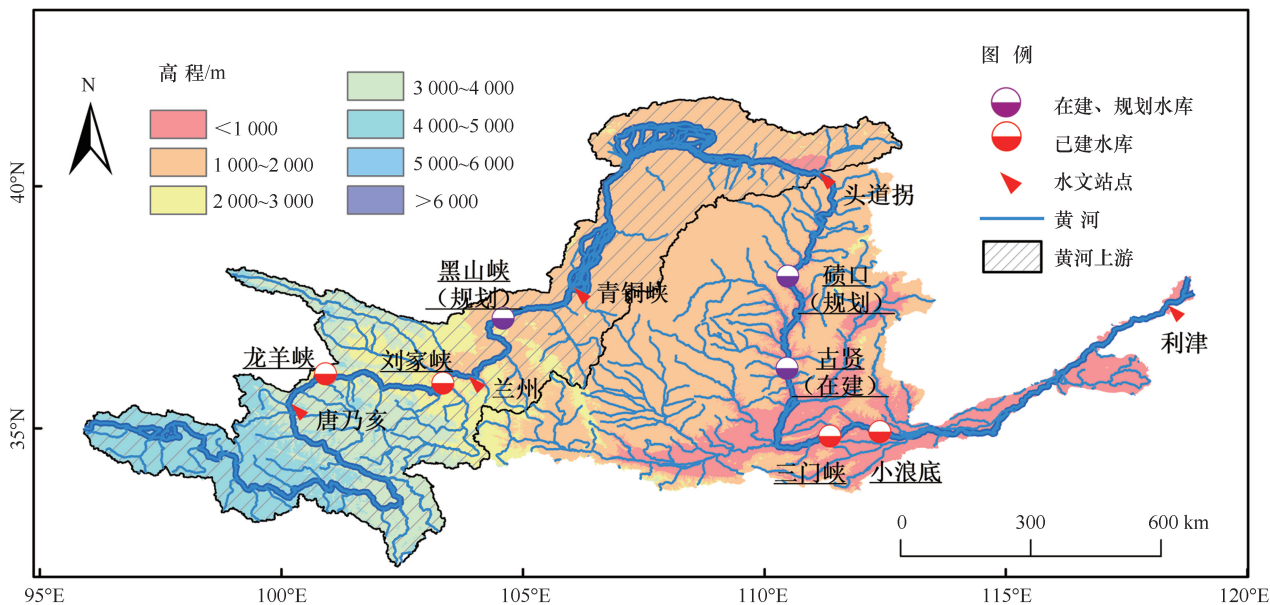 高 程/m
<1 000
1 000~2 000
2 000~3 000
3 000~4 000
4 000~5 000
5 000~6 000
>6 000
N
图 例
在建、规划水库
已建水库
水文站点
黄 河
黄河上游
头道拐
黑山峡
(规划)
青铜峡
碛口
(规划)
龙羊峡
刘家峡
兰州
古贤
(在建)
利津
唐乃亥
三门峡
小浪底
40°N
35°N
0
300
600 km
95°E
100°E
105°E
110°E
115°E
120°E